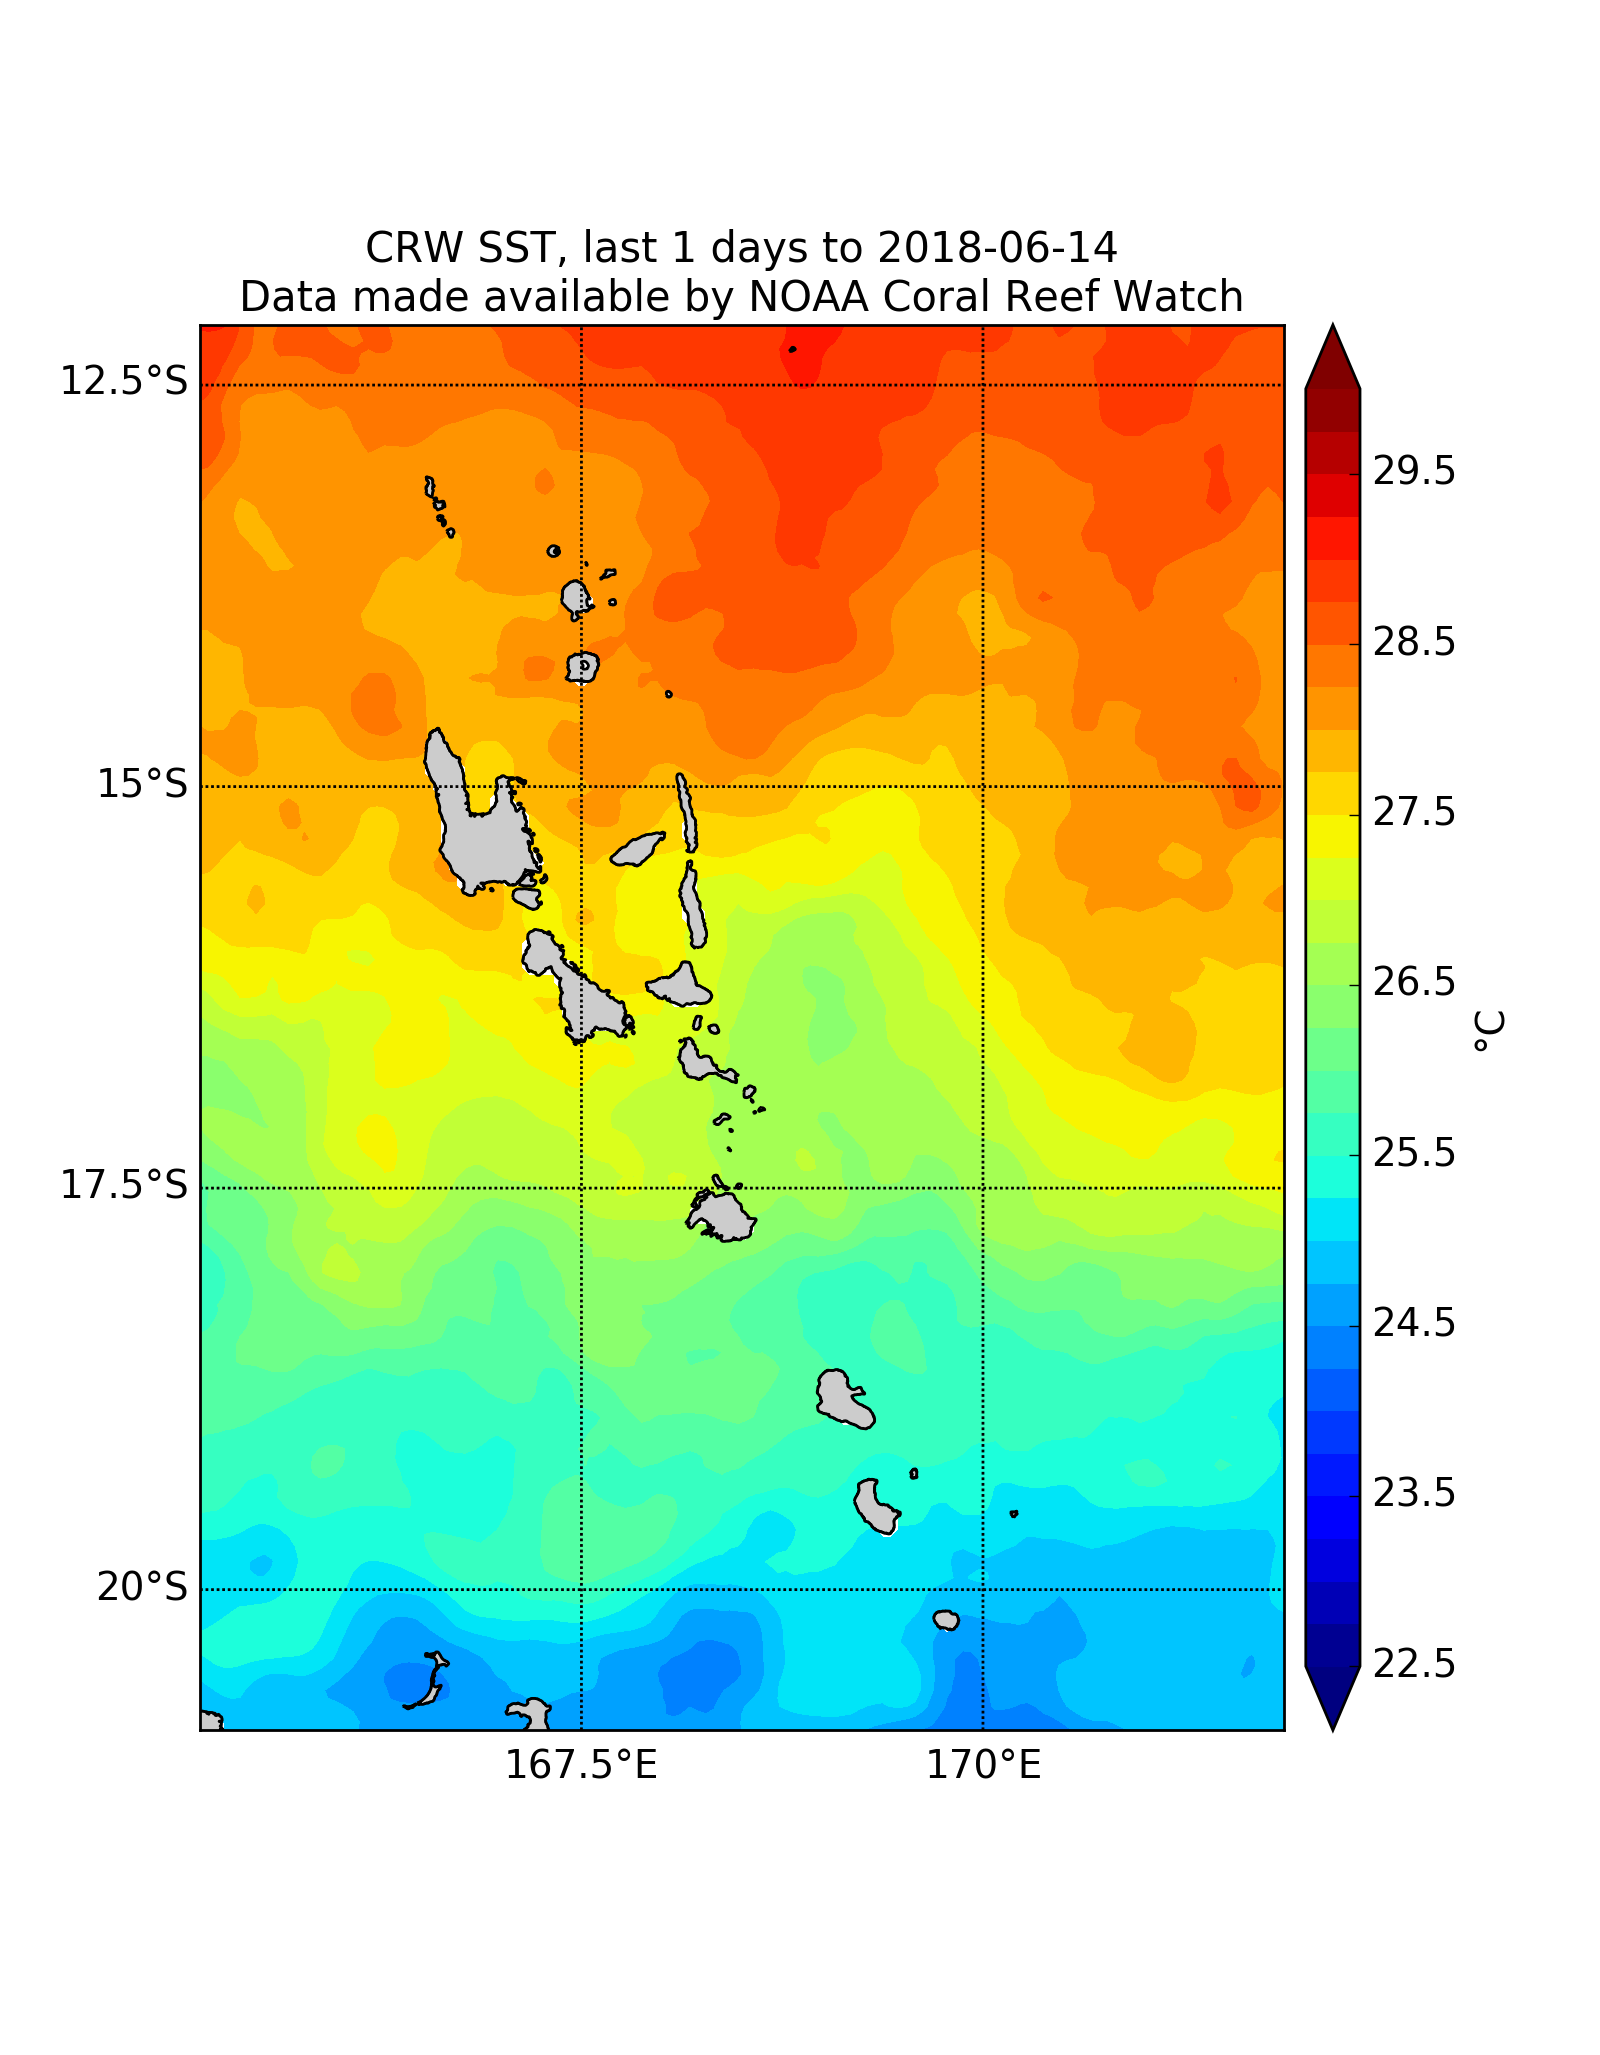 CRW SST, last 1 days to 2018-06-14
Data made available by NOAA Coral Reef Watch
12.5°S
15°S
17.5°S
20°S
167.5°E
170°E
29.5
28.5
27.5
26.5
25.5
24.5
23.5
22.5
°C